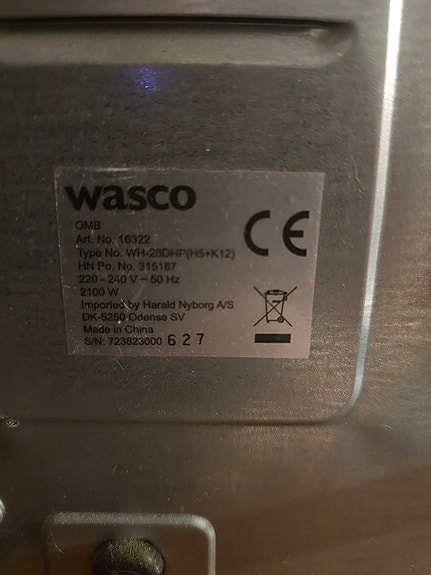 wasco
CE
OMB
Art. No. 16322
Type No. WH-28DHP(H5+K12)
HN Po. No. 315187
220 - 240 V ~ 50 Hz
2100 W
Imported by Harald Nyborg A/S
DK-5250 Odense SV
Made in China
S/N: 723823000 627